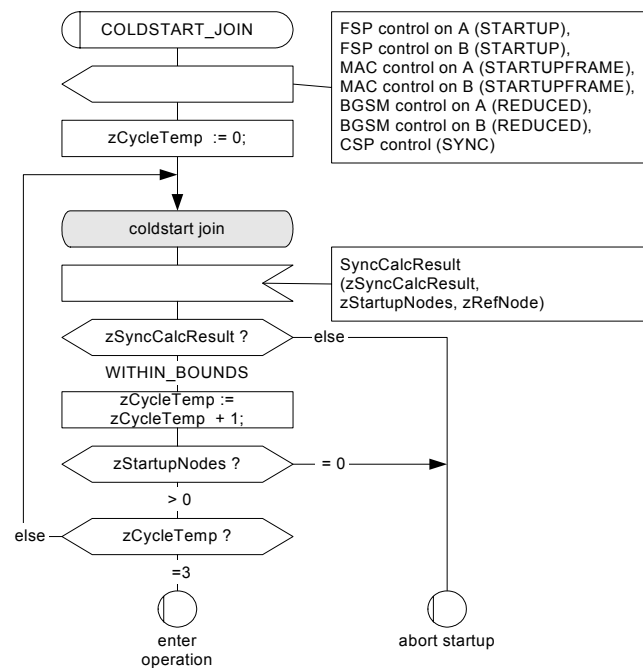 COLDSTART_JOIN
FSP control on A (STARTUP),
FSP control on B (STARTUP),
MAC control on A (STARTUPFRAME),
MAC control on B (STARTUPFRAME),
BGSM control on A (REDUCED),
BGSM control on B (REDUCED),
CSP control (SYNC)
zCycleTemp := 0;
coldstart join
SyncCalcResult
(zSyncCalcResult,
zStartupNodes, zRefNode)
zSyncCalcResult ?
else
WITHIN_BOUNDS
zCycleTemp :=
zCycleTemp + 1;
zStartupNodes ?
= 0
> 0
else
zCycleTemp ?
=3
enter
operation
abort startup